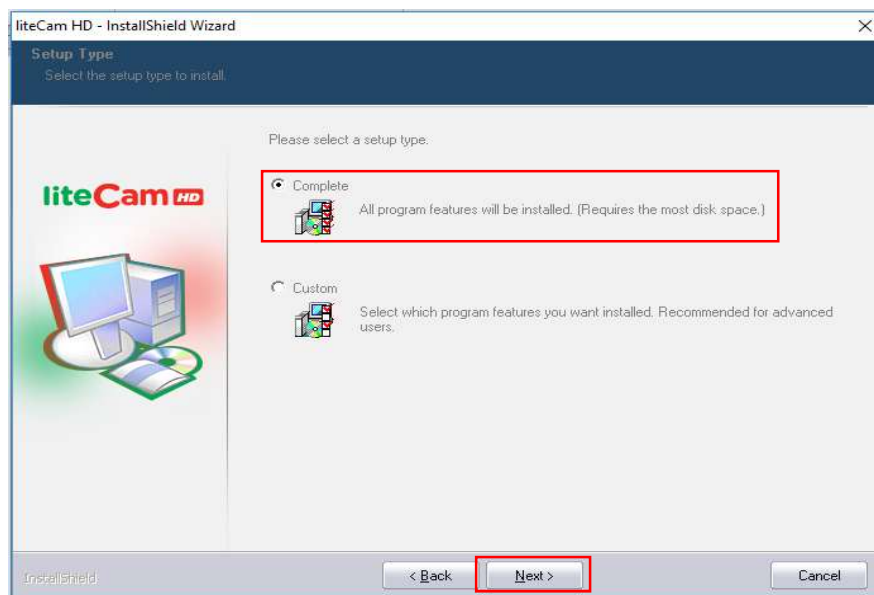 liteCam HD - InstallShield Wizard
Setup Type
Select the setup type to install.
Please select a setup type.
liteCam HD
Complete
All program features will be installed. (Requires the most disk space.)
Custom
Select which program features you want installed. Recommended for advanced
users.
InstallShield
< Back
Next >
Cancel